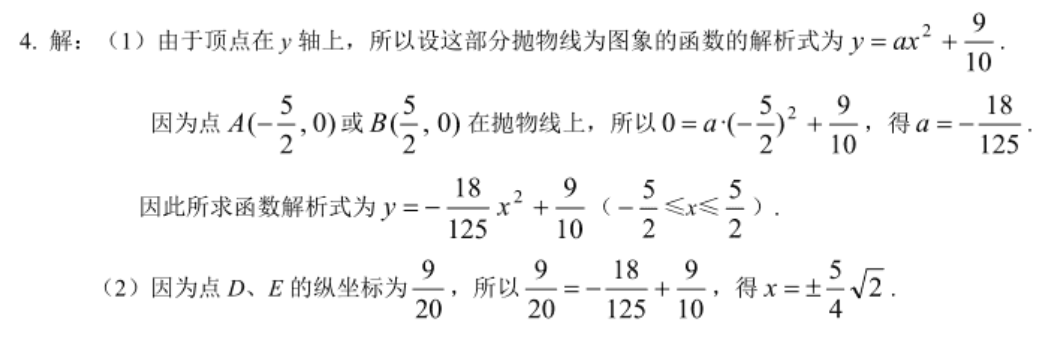 4. 解：（1）由于顶点在 y 轴上，所以设这部分抛物线为图象的函数的解析式为 y = ax² + 9/10 .
因为点 A(−5/2, 0) 或 B(5/2, 0) 在抛物线上，所以 0 = a·(−5/2)² + 9/10，得 a = −18/125 .
因此所求函数解析式为 y = −18/125 x² + 9/10（−5/2 ≤x≤ 5/2）.
（2）因为点 D、E 的纵坐标为 9/20，所以 9/20 = −18/125 + 9/10，得 x = ±5/4 √2 .